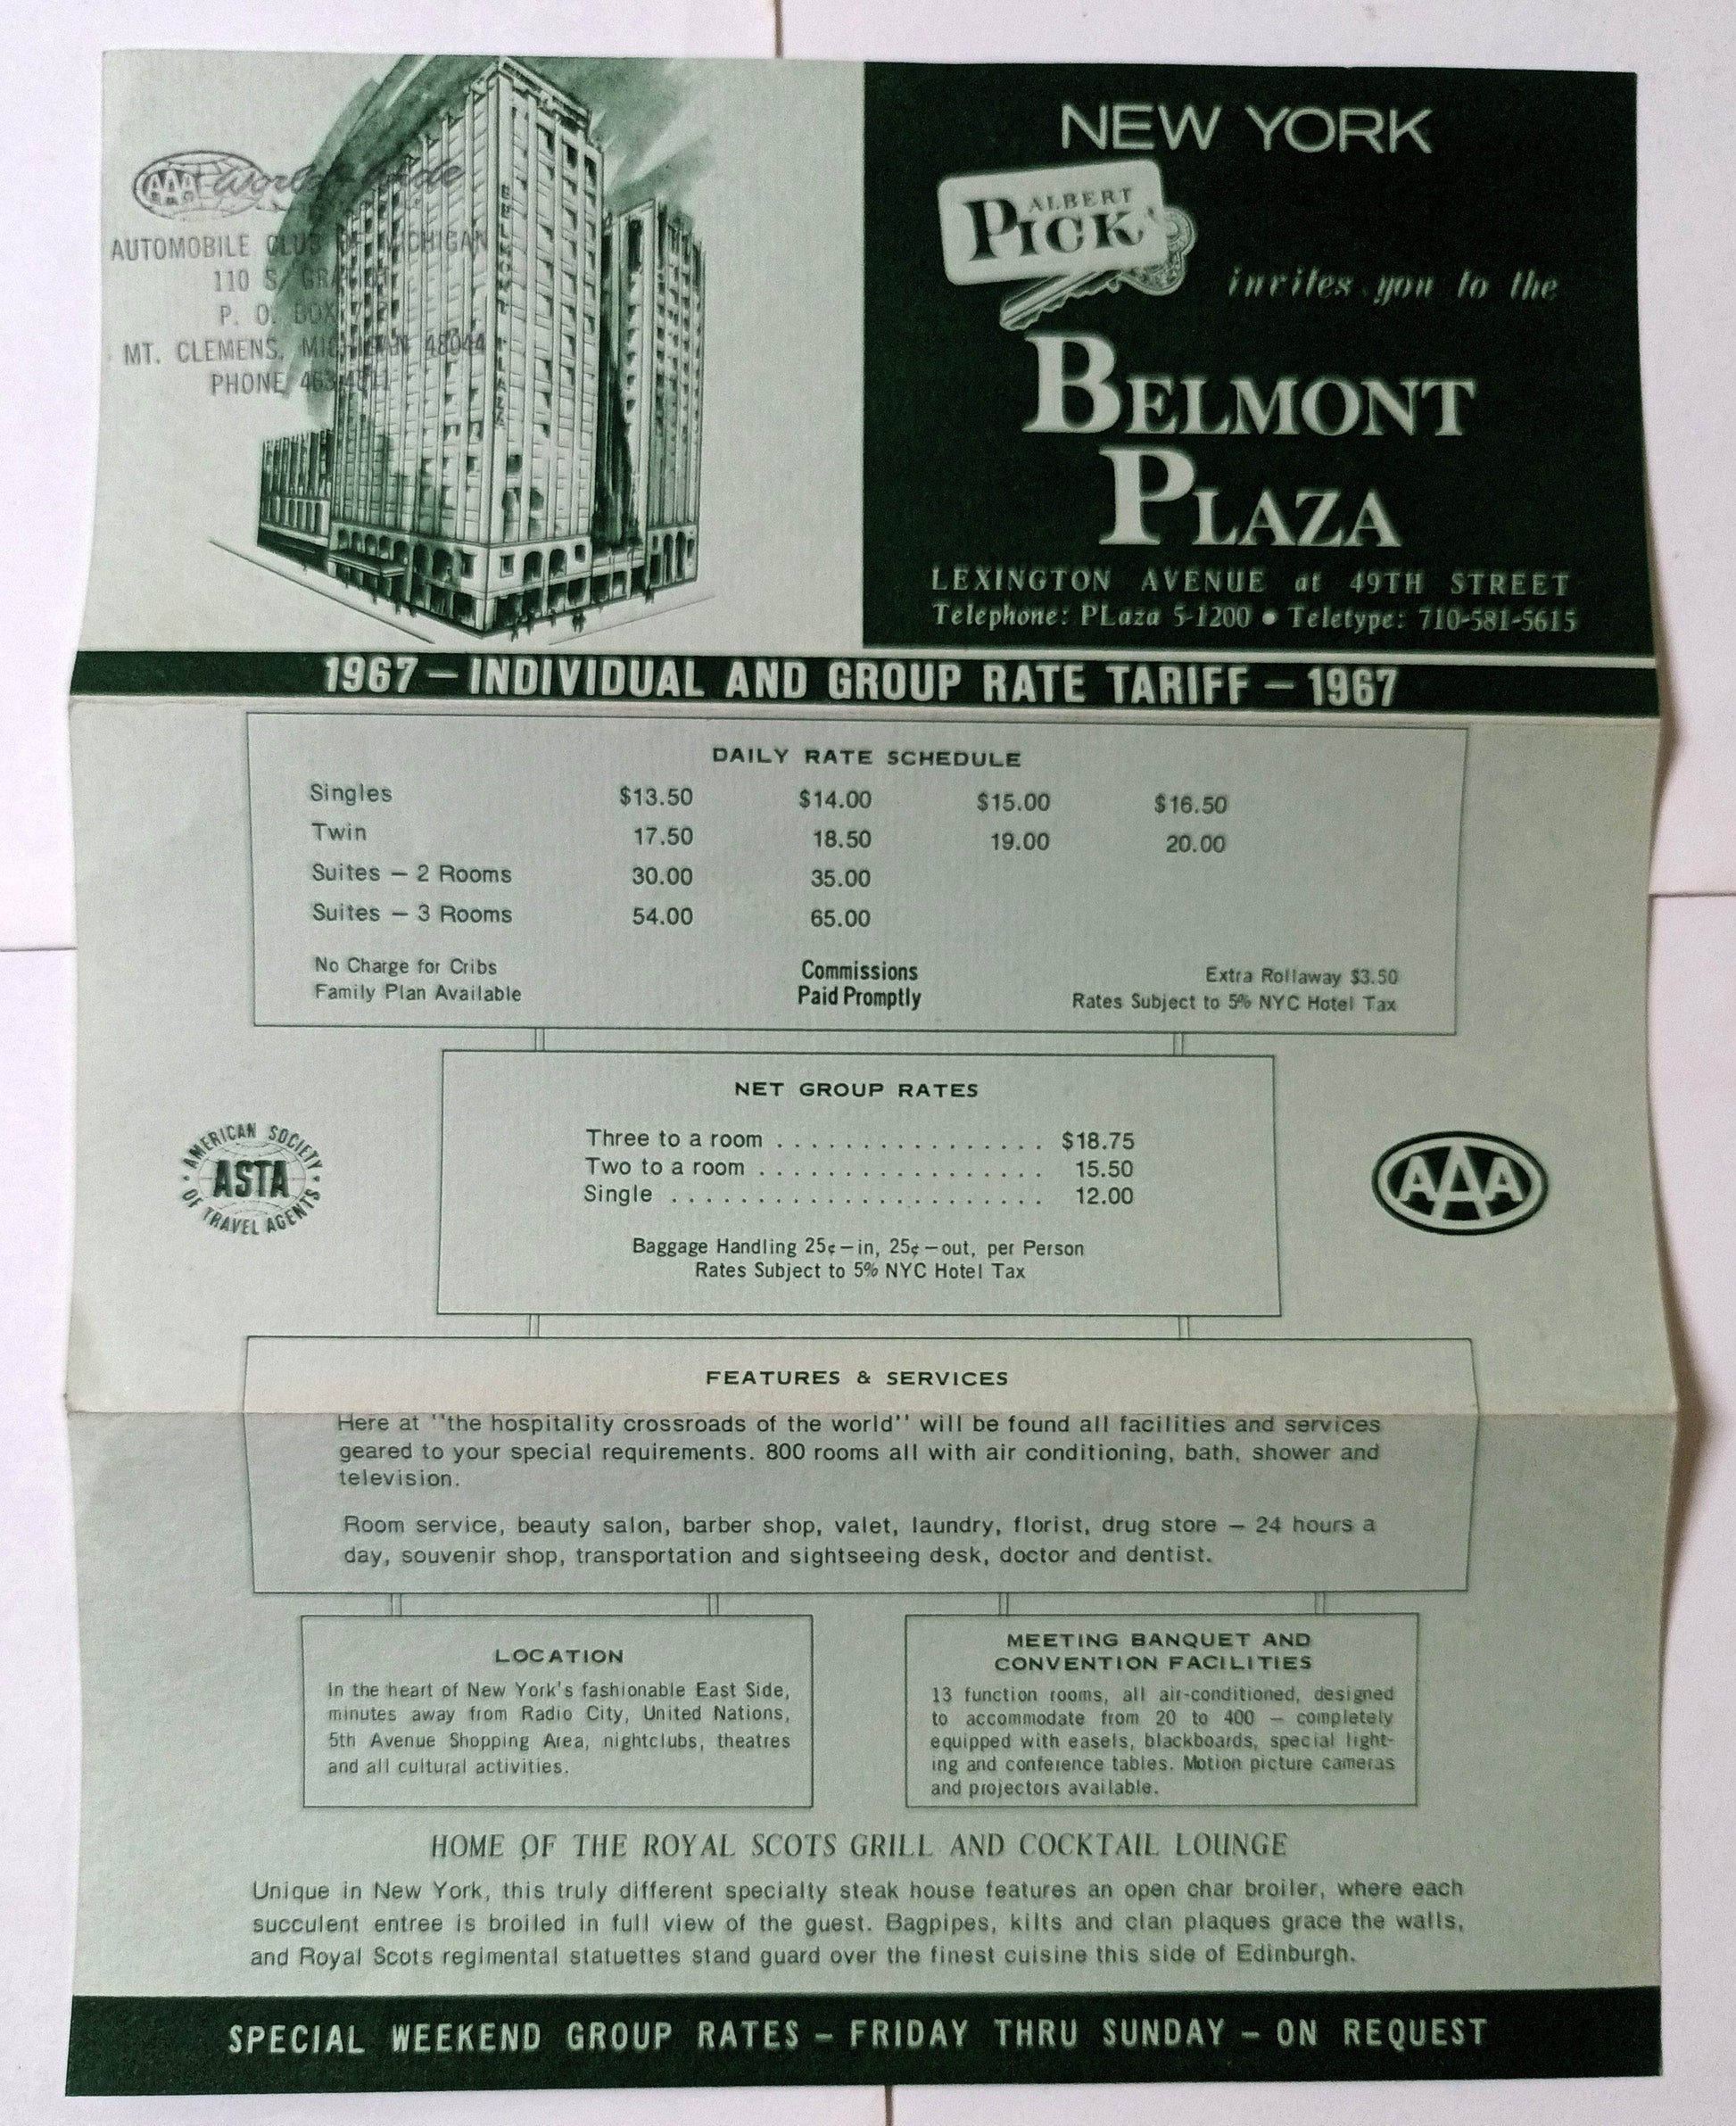 AAA World-Wide
AUTOMOBILE CLUB OF MICHIGAN
110 S.
P. O. BOX
MT. CLEMENS, MICHIGAN 48044
PHONE
BELMONT PLAZA
NEW YORK
ALBERT
PICK
invites you to the
BELMONT
PLAZA
LEXINGTON AVENUE at 49TH STREET
Telephone: PLaza 5-1200 • Teletype: 710-581-5615
1967 — INDIVIDUAL AND GROUP RATE TARIFF — 1967
DAILY RATE SCHEDULE
Singles $13.50 $14.00 $15.00 $16.50
Twin 17.50 18.50 19.00 20.00
Suites — 2 Rooms 30.00 35.00
Suites — 3 Rooms 54.00 65.00
No Charge for Cribs
Family Plan Available
Commissions
Paid Promptly
Extra Rollaway $3.50
Rates Subject to 5% NYC Hotel Tax
NET GROUP RATES
Three to a room . . . . . . . . . . . . . . . . $18.75
Two to a room . . . . . . . . . . . . . . . . . 15.50
Single . . . . . . . . . . . . . . . . . . . . . . 12.00
Baggage Handling 25¢—in, 25¢—out, per Person
Rates Subject to 5% NYC Hotel Tax
AMERICAN SOCIETY
ASTA
OF TRAVEL AGENTS
AAA
FEATURES & SERVICES
Here at ''the hospitality crossroads of the world'' will be found all facilities and services
geared to your special requirements. 800 rooms all with air conditioning, bath, shower and
television.
Room service, beauty salon, barber shop, valet, laundry, florist, drug store — 24 hours a
day, souvenir shop, transportation and sightseeing desk, doctor and dentist.
LOCATION
In the heart of New York's fashionable East Side,
minutes away from Radio City, United Nations,
5th Avenue Shopping Area, nightclubs, theatres
and all cultural activities.
MEETING BANQUET AND
CONVENTION FACILITIES
13 function rooms, all air-conditioned, designed
to accommodate from 20 to 400 — completely
equipped with easels, blackboards, special light-
ing and conference tables. Motion picture cameras
and projectors available.
HOME OF THE ROYAL SCOTS GRILL AND COCKTAIL LOUNGE
Unique in New York, this truly different specialty steak house features an open char broiler, where each
succulent entree is broiled in full view of the guest. Bagpipes, kilts and clan plaques grace the walls,
and Royal Scots regimental statuettes stand guard over the finest cuisine this side of Edinburgh.
SPECIAL WEEKEND GROUP RATES — FRIDAY THRU SUNDAY — ON REQUEST